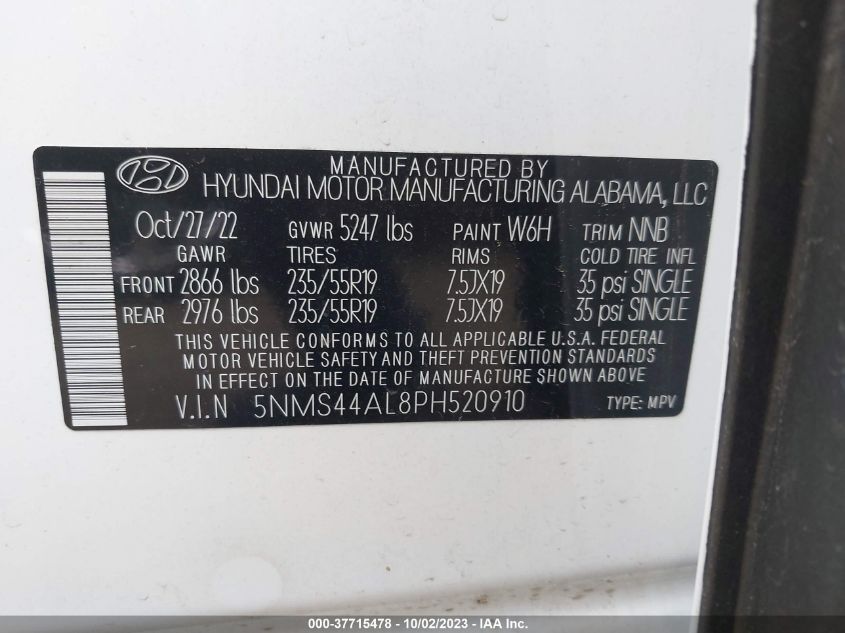 MANUFACTURED BY
HYUNDAI MOTOR MANUFACTURING ALABAMA, LLC
Oct/27/22 GVWR 5247 lbs PAINT W6H TRIM NNB
GAWR TIRES RIMS COLD TIRE INFL
FRONT 2866 lbs 235/55R19 7.5JX19 35 psi SINGLE
REAR 2976 lbs 235/55R19 7.5JX19 35 psi SINGLE
THIS VEHICLE CONFORMS TO ALL APPLICABLE U.S.A. FEDERAL
MOTOR VEHICLE SAFETY AND THEFT PREVENTION STANDARDS
IN EFFECT ON THE DATE OF MANUFACTURE SHOWN ABOVE
V.I.N 5NMS44AL8PH520910 TYPE: MPV
000-37715478 - 10/02/2023 - IAA Inc.